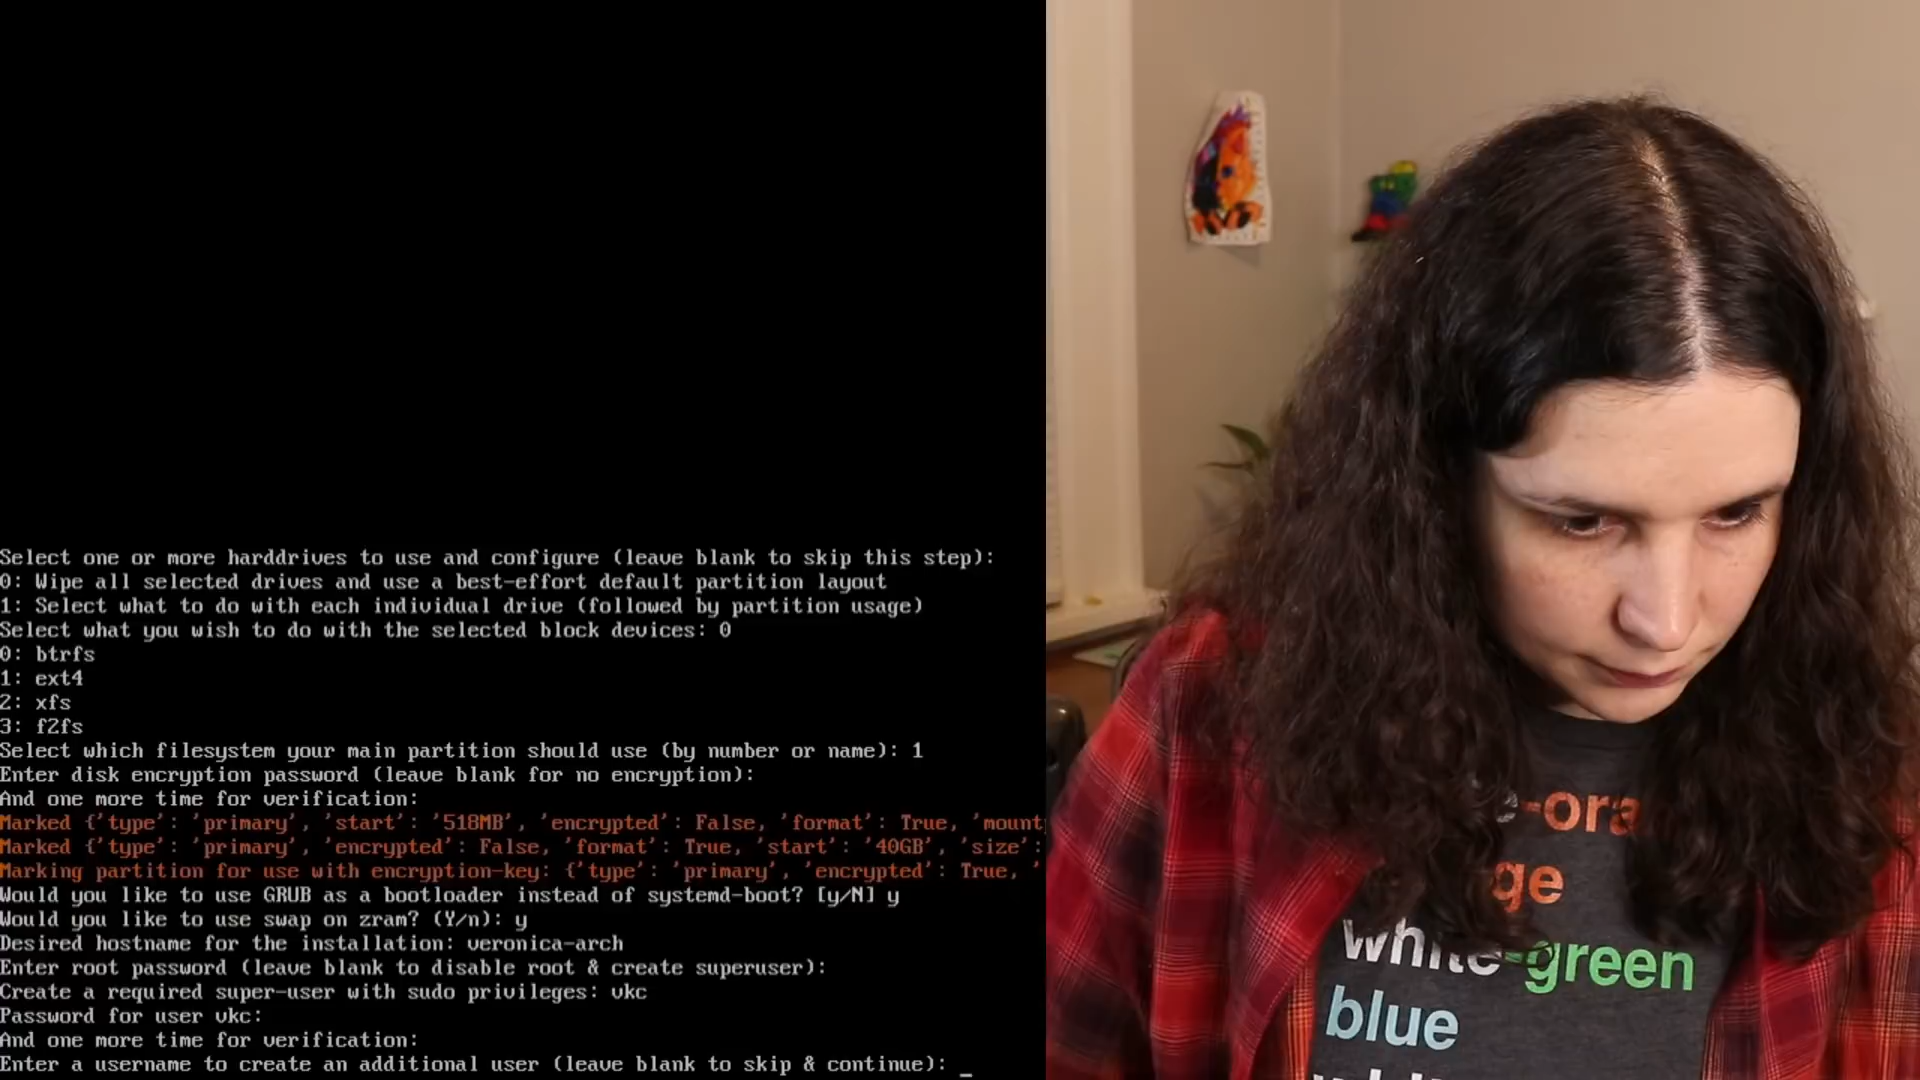 Select one or more harddrives to use and configure (leave blank to skip this step):
0: Wipe all selected drives and use a best-effort default partition layout
1: Select what to do with each individual drive (followed by partition usage)
Select what you wish to do with the selected block devices: 0
0: btrfs
1: ext4
2: xfs
3: f2fs
Select which filesystem your main partition should use (by number or name): 1
Enter disk encryption password (leave blank for no encryption):
And one more time for verification:
Marked {'type': 'primary', 'start': '518MB', 'encrypted': False, 'format': True, 'mount
Marked {'type': 'primary', 'encrypted': False, 'format': True, 'start': '40GB', 'size':
Marking partition for use with encryption-key: {'type': 'primary', 'encrypted': True, '
Would you like to use GRUB as a bootloader instead of systemd-boot? [y/N] y
Would you like to use swap on zram? (Y/n): y
Desired hostname for the installation: veronica-arch
Enter root password (leave blank to disable root & create superuser):
Create a required super-user with sudo privileges: vkc
Password for user vkc:
And one more time for verification:
Enter a username to create an additional user (leave blank to skip & continue): _
white-green
blue